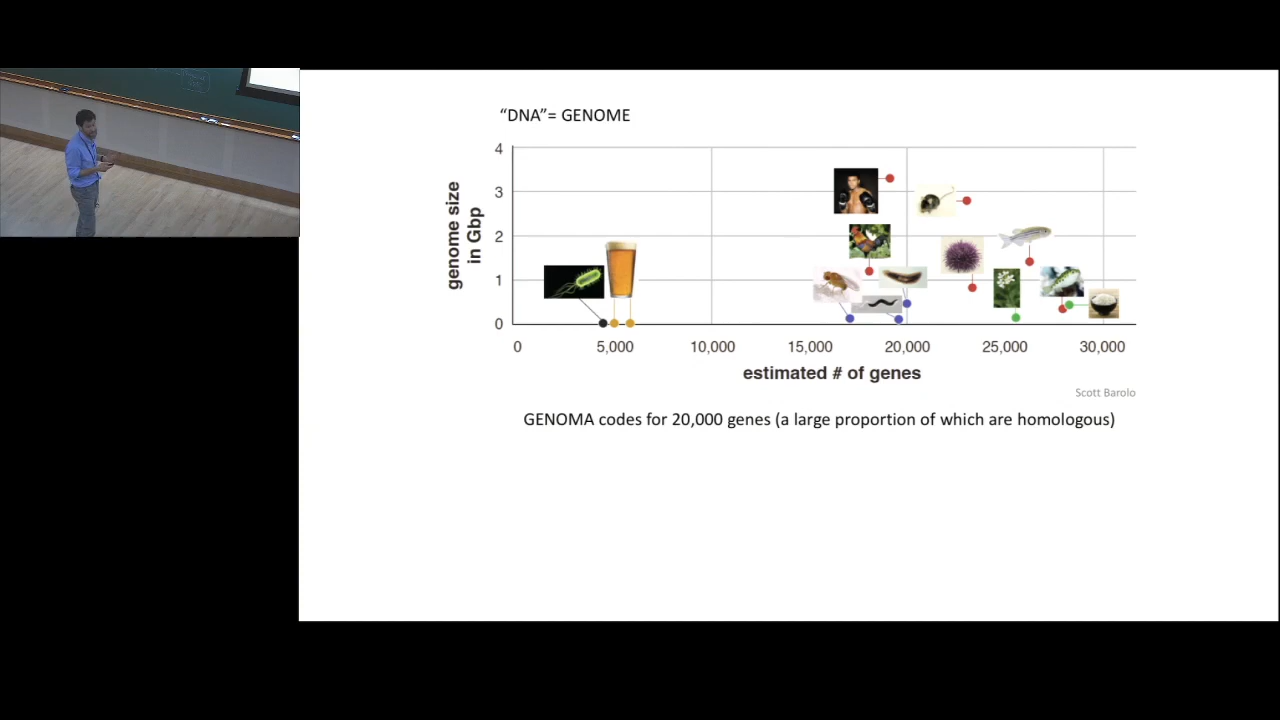 “DNA”= GENOME
4
3
2
1
0
genome size
in Gbp
0 5,000 10,000 15,000 20,000 25,000 30,000
estimated # of genes
Scott Barolo
GENOMA codes for 20,000 genes (a large proportion of which are homologous)